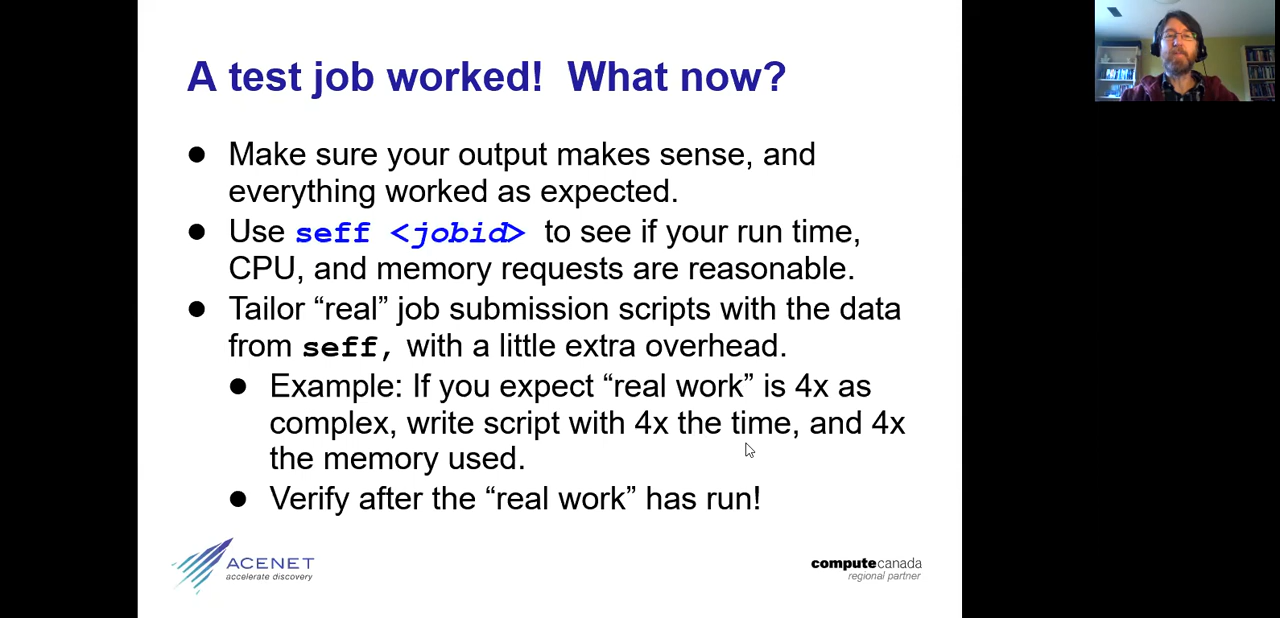 A test job worked! What now?
● Make sure your output makes sense, and
everything worked as expected.
● Use seff <jobid> to see if your run time,
CPU, and memory requests are reasonable.
● Tailor “real” job submission scripts with the data
from seff, with a little extra overhead.
● Example: If you expect “real work” is 4x as
complex, write script with 4x the time, and 4x
the memory used.
● Verify after the “real work” has run!
ACENET
accelerate discovery
computecanada
regional partner